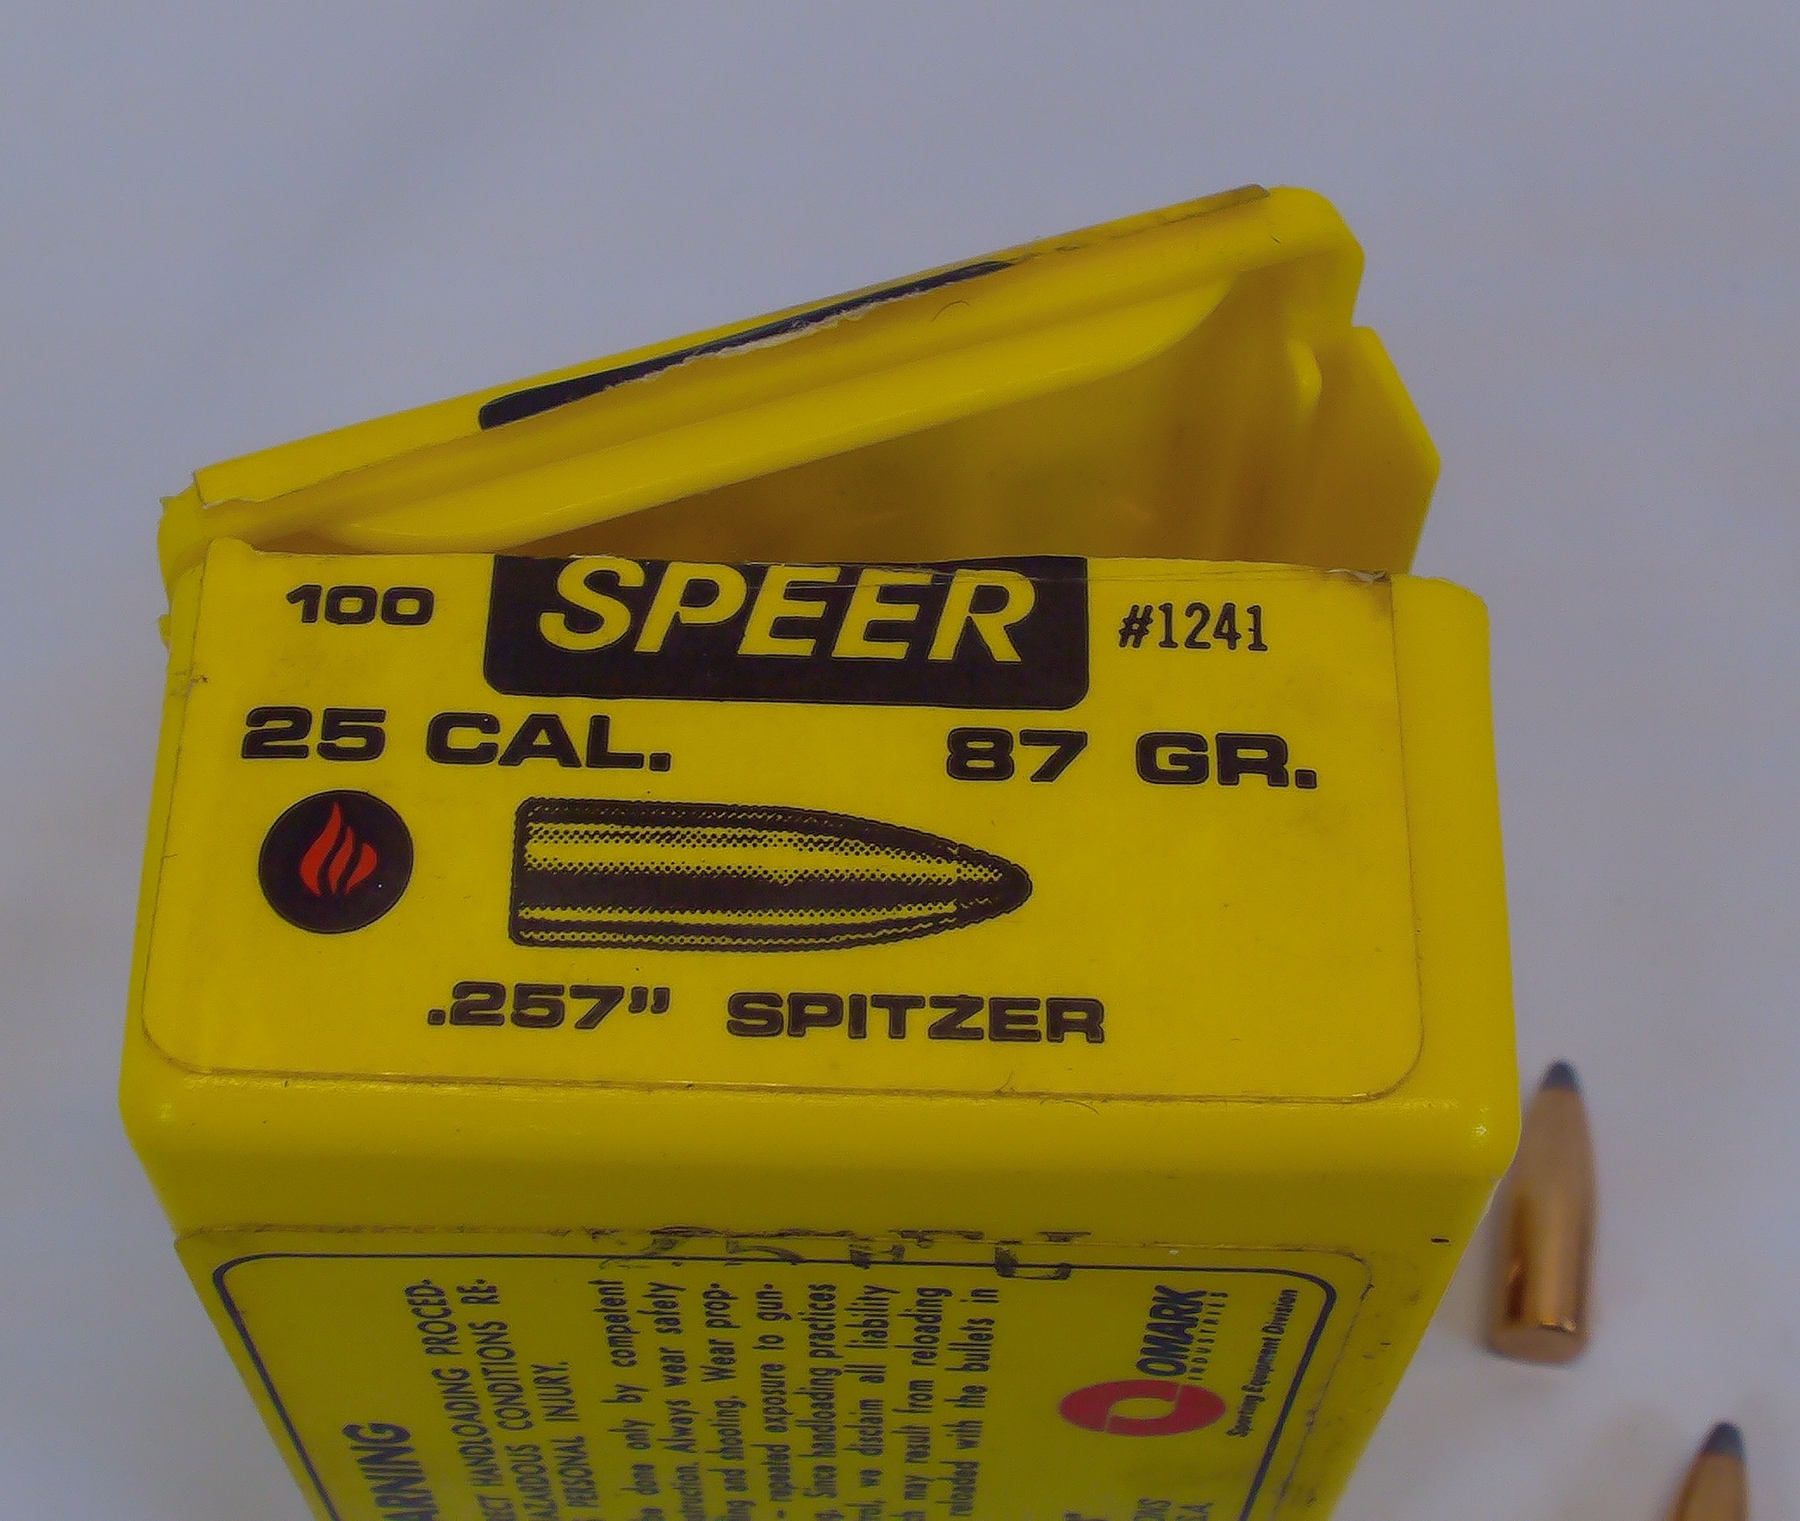 100 SPEER #1241
25 CAL. 87 GR.
.257" SPITZER
PROCED-
HANDLOADING CONDITIONS RE-
PERSONAL INJURY.
done only by competent
Always wear safety
and shooting. Wear prop-
- repeated exposure to gun-
Since handloading practices
we disclaim all liability
may result from reloading
reloaded with the bullets in
OMARK
INDUSTRIES
Sporting Equipment Division